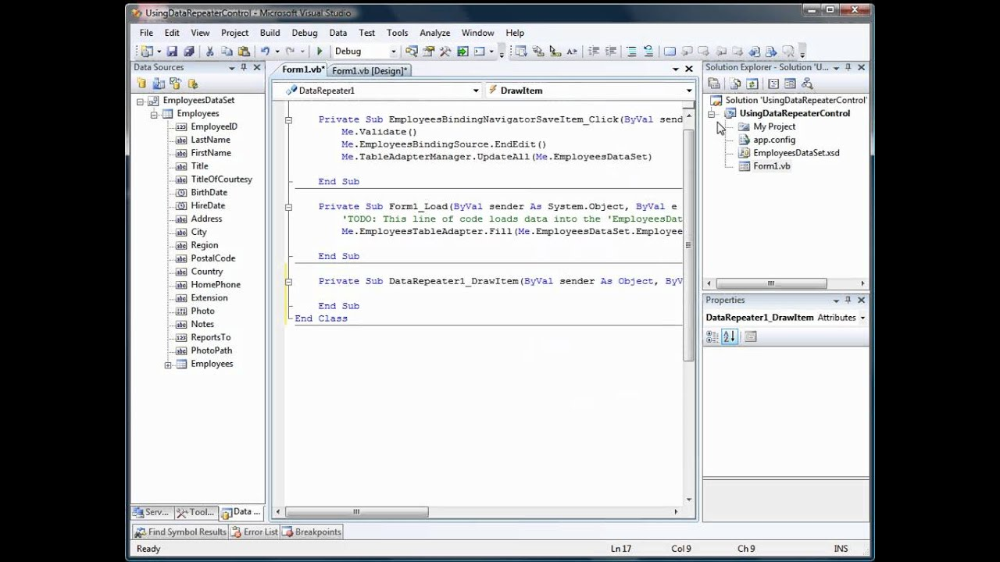 UsingDataRepeaterControl - Microsoft Visual Studio
File Edit View Project Build Debug Data Test Tools Analyze Window Help
Debug
Data Sources
EmployeesDataSet
Employees
EmployeeID
LastName
FirstName
Title
TitleOfCourtesy
BirthDate
HireDate
Address
City
Region
PostalCode
Country
HomePhone
Extension
Photo
Notes
ReportsTo
PhotoPath
Employees
Serv... Tool... Data ...
Form1.vb* Form1.vb [Design]*
DataRepeater1 DrawItem
Private Sub EmployeesBindingNavigatorSaveItem_Click(ByVal send
Me.Validate()
Me.EmployeesBindingSource.EndEdit()
Me.TableAdapterManager.UpdateAll(Me.EmployeesDataSet)
End Sub
Private Sub Form1_Load(ByVal sender As System.Object, ByVal e
'TODO: This line of code loads data into the 'EmployeesDat
Me.EmployeesTableAdapter.Fill(Me.EmployeesDataSet.Employee
End Sub
Private Sub DataRepeater1_DrawItem(ByVal sender As Object, ByV
End Sub
End Class
Solution Explorer - Solution 'U...
Solution 'UsingDataRepeaterControl'
UsingDataRepeaterControl
My Project
app.config
EmployeesDataSet.xsd
Form1.vb
Properties
DataRepeater1_DrawItem Attributes
Find Symbol Results Error List Breakpoints
Ready Ln 17 Col 9 Ch 9 INS